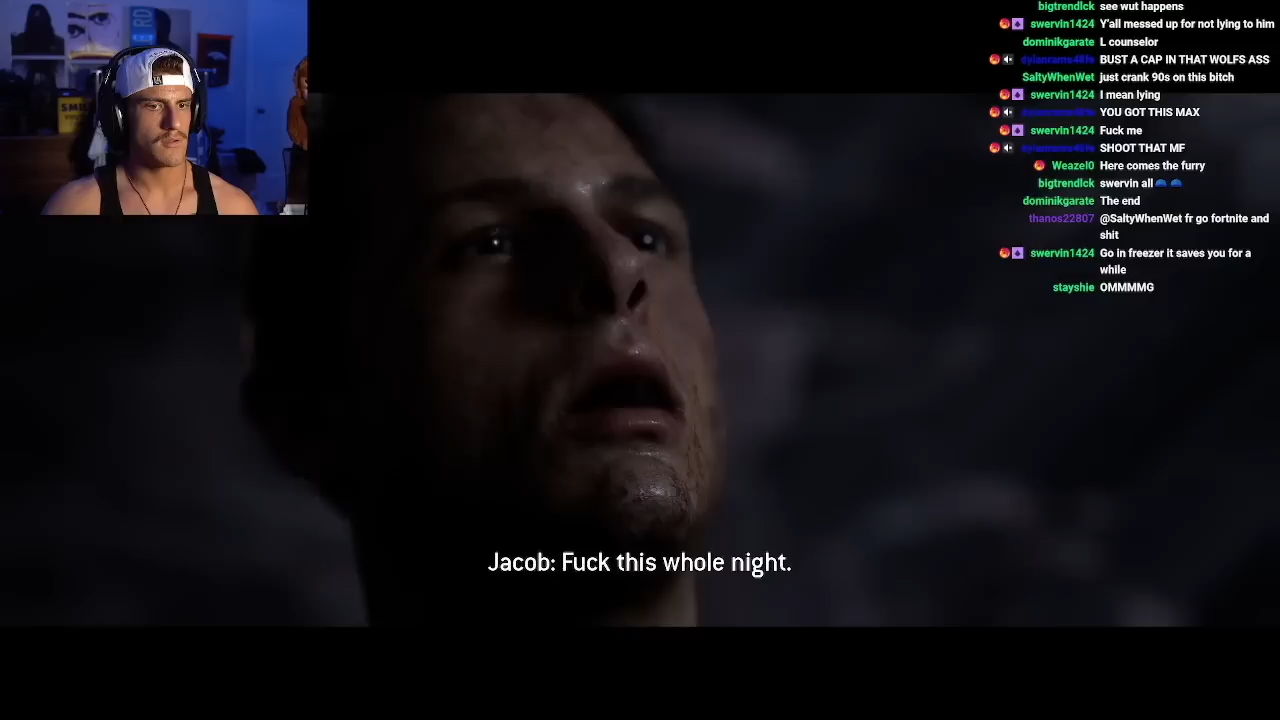 bigtrendlck see wut happens
swervin1424 Y'all messed up for not lying to him
dominikgarate L counselor
BUST A CAP IN THAT WOLFS ASS
SaltyWhenWet just crank 90s on this bitch
swervin1424 I mean lying
YOU GOT THIS MAX
swervin1424 Fuck me
SHOOT THAT MF
Weazel0 Here comes the furry
bigtrendlck swervin all
dominikgarate The end
thanos22807 @SaltyWhenWet fr go fortnite and
shit
swervin1424 Go in freezer it saves you for a
while
stayshie OMMMMG
Jacob: Fuck this whole night.